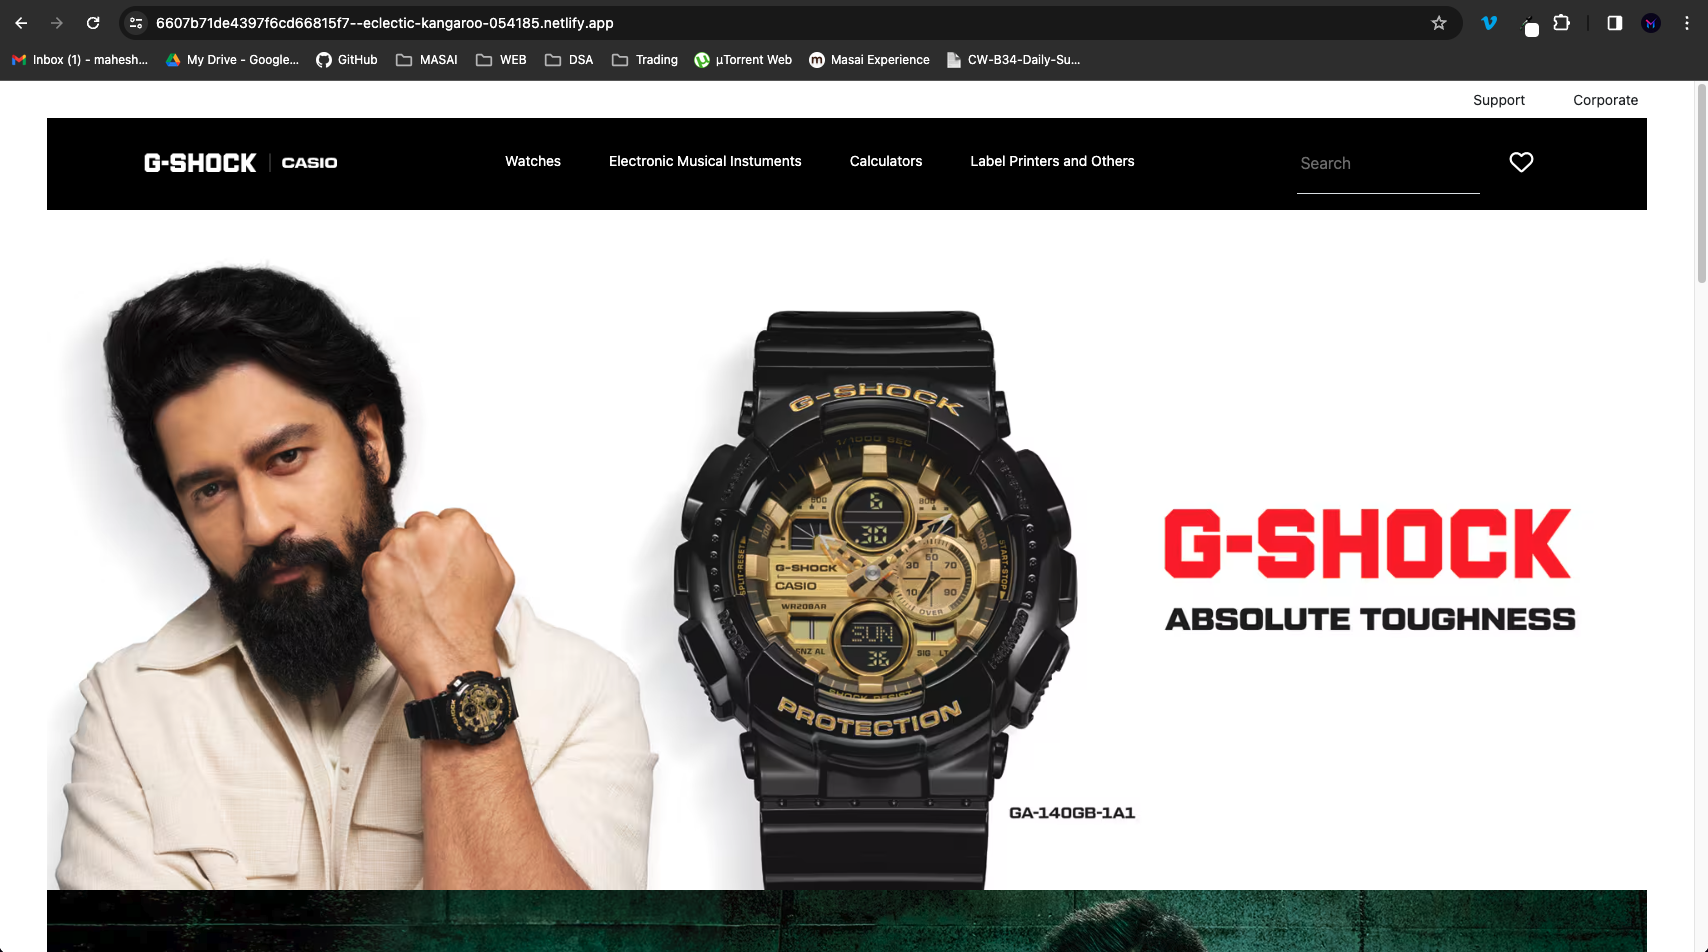 6607b71de4397f6cd66815f7--eclectic-kangaroo-054185.netlify.app
Inbox (1) - mahesh... My Drive - Google... GitHub MASAI WEB DSA Trading µTorrent Web Masai Experience CW-B34-Daily-Su...
Support Corporate
G-SHOCK CASIO Watches Electronic Musical Instuments Calculators Label Printers and Others Search
G-SHOCK
1/1000 SEC
6
30
SPLIT-RESET
START-STOP
G-SHOCK
CASIO
WR20BAR
50
30 70
10 90
OVER
SUN
36
SNZ AL
SIG LT
SHOCK RESIST
PROTECTION
G-SHOCK
ABSOLUTE TOUGHNESS
GA-140GB-1A1